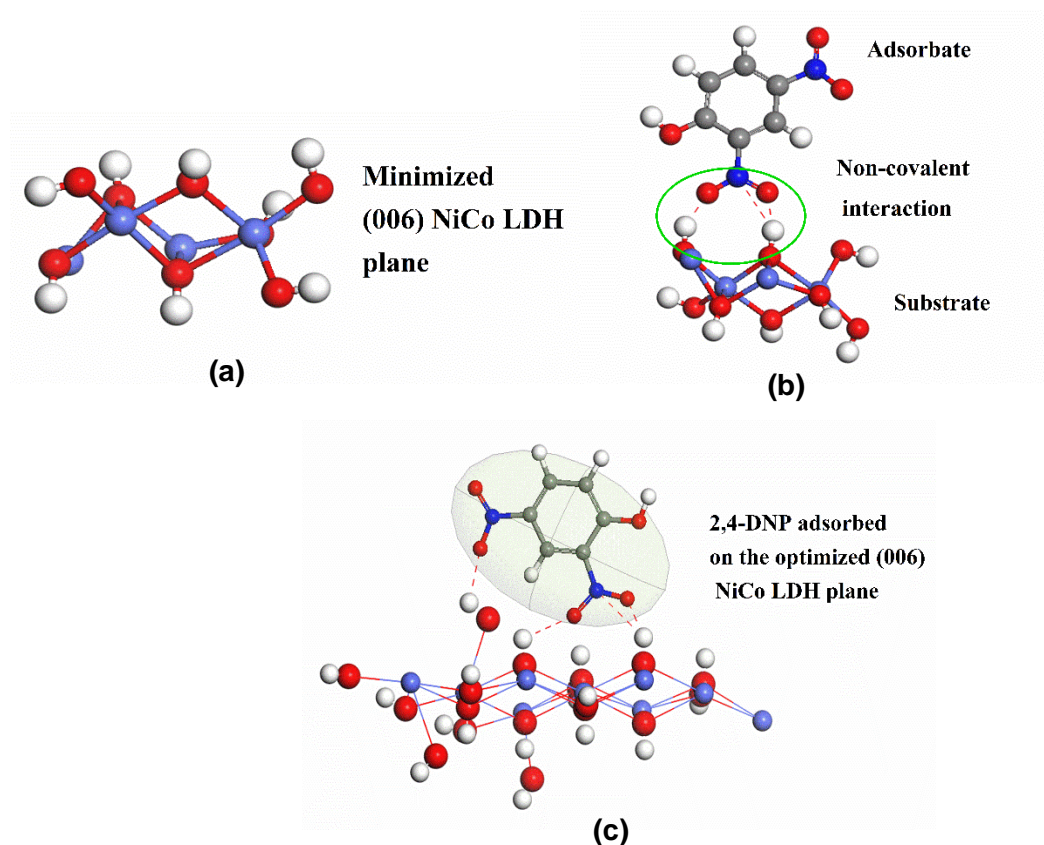 Minimized
(006) NiCo LDH
plane
(a)
Adsorbate
Non-covalent
interaction
Substrate
(b)
2,4-DNP adsorbed
on the optimized (006)
NiCo LDH plane
(c)